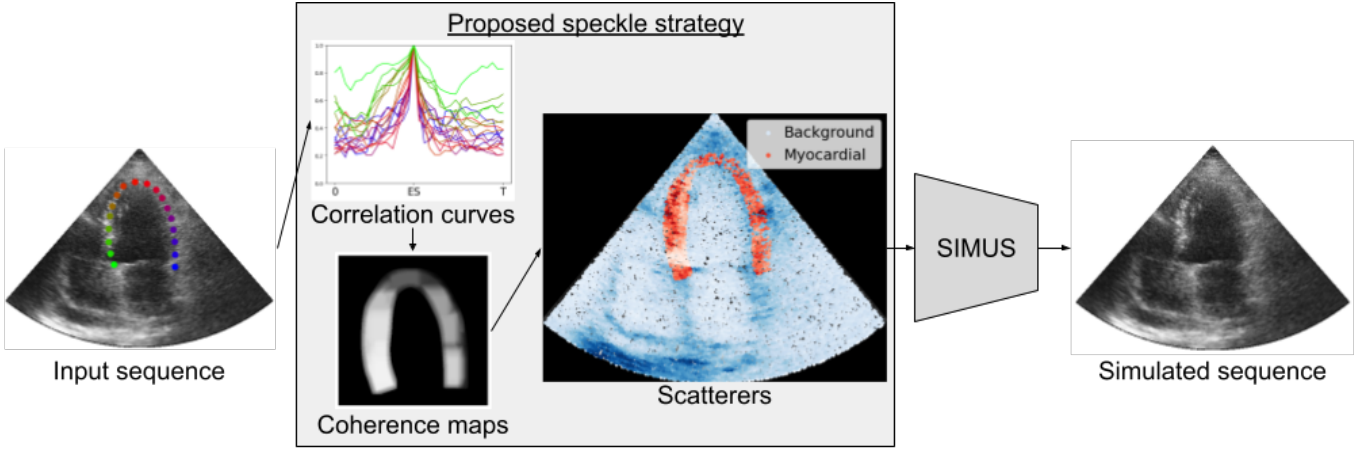 Proposed speckle strategy
1.0
0.8
0.6
0.4
0.2
0.0
0
ES
T
Correlation curves
Background
Myocardial
SIMUS
Input sequence
Scatterers
Coherence maps
Simulated sequence